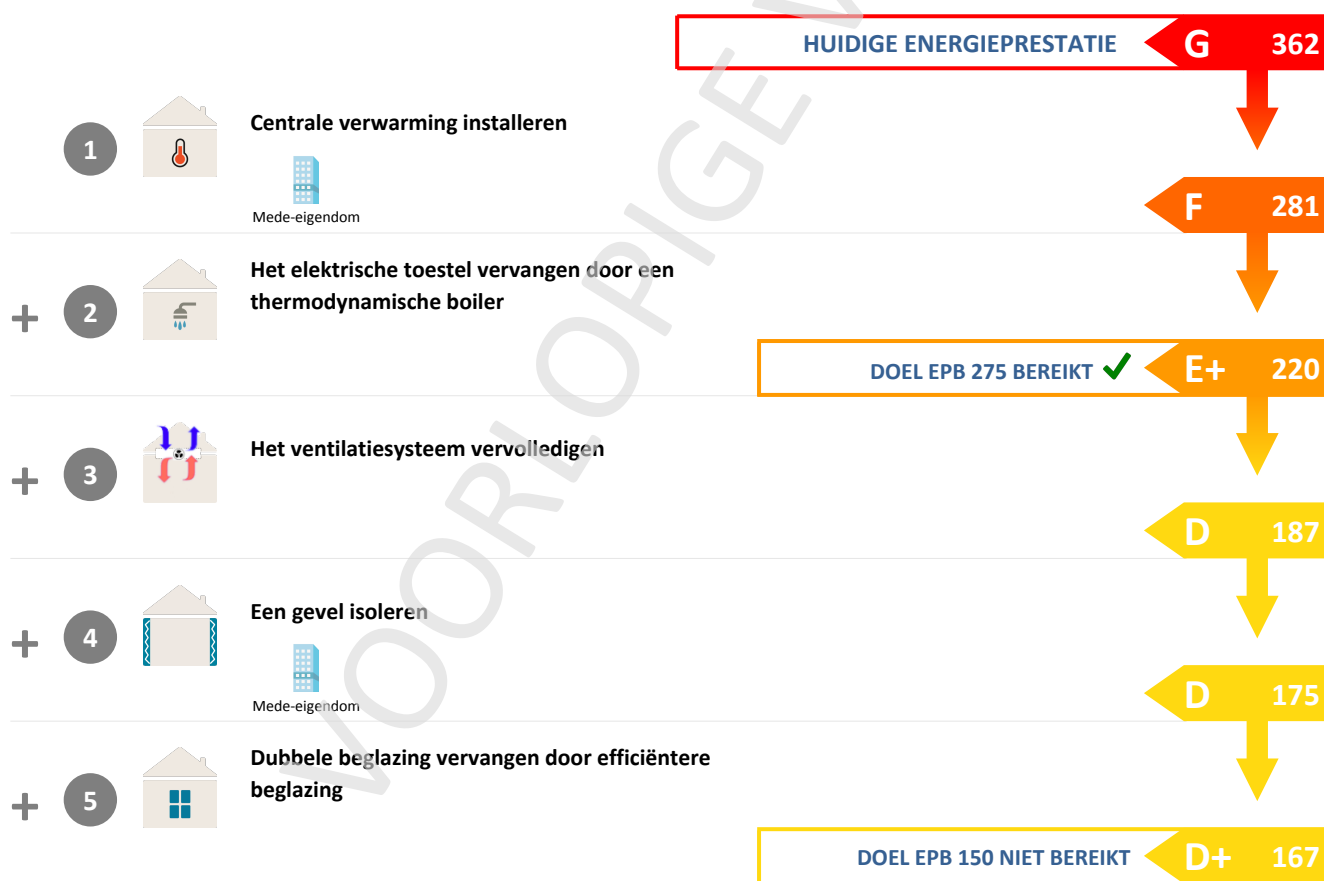 HUIDIGE ENERGIEPRESTATIE G 362
1 Centrale verwarming installeren
Mede-eigendom
F 281
Het elektrische toestel vervangen door een
+ 2 thermodynamische boiler
DOEL EPB 275 BEREIKT ✓ E+ 220
+ 3 Het ventilatiesysteem vervolledigen
D 187
+ 4 Een gevel isoleren
Mede-eigendom
D 175
Dubbele beglazing vervangen door efficiëntere
+ 5 beglazing
DOEL EPB 150 NIET BEREIKT D+ 167
VOORLOPIGE V